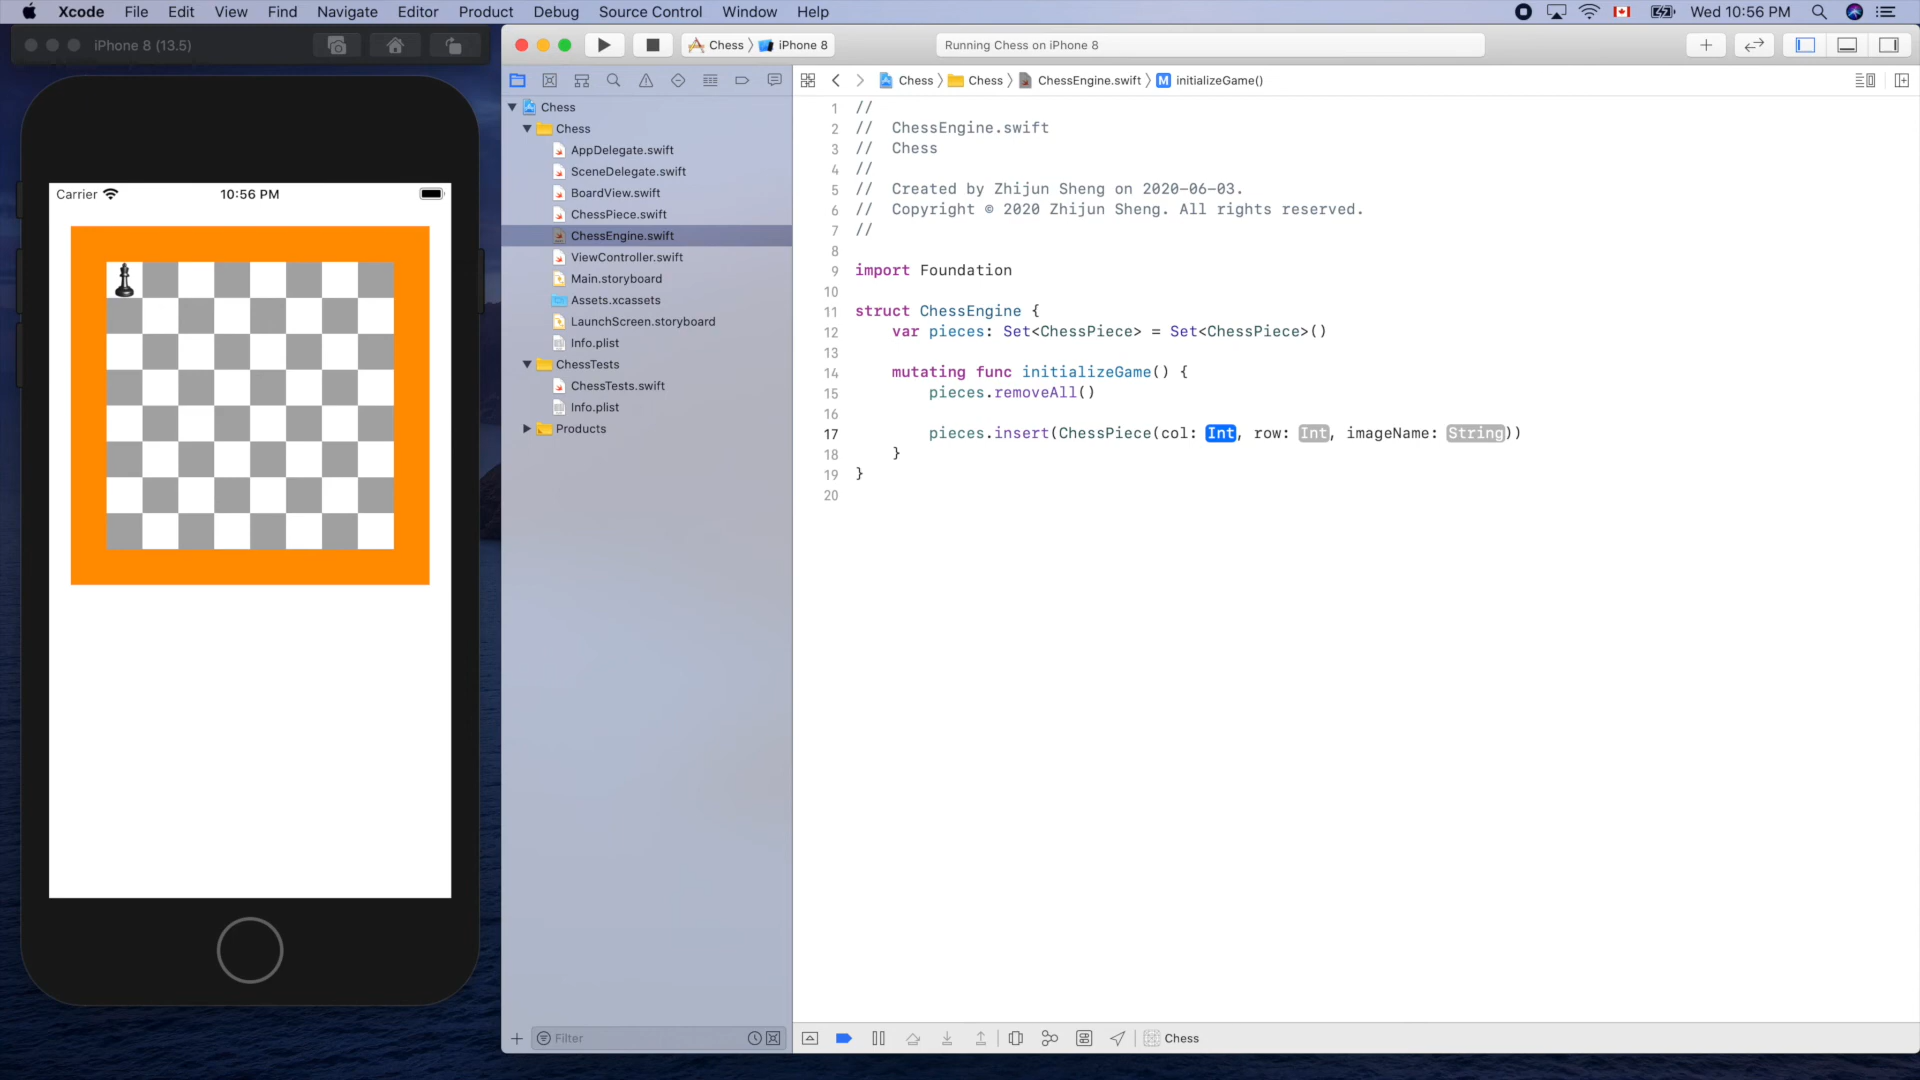 Xcode File Edit View Find Navigate Editor Product Debug Source Control Window Help Wed 10:56 PM
iPhone 8 (13.5)
Carrier 10:56 PM
Chess iPhone 8
Running Chess on iPhone 8
Chess
Chess
AppDelegate.swift
SceneDelegate.swift
BoardView.swift
ChessPiece.swift
ChessEngine.swift
ViewController.swift
Main.storyboard
Assets.xcassets
LaunchScreen.storyboard
Info.plist
ChessTests
ChessTests.swift
Info.plist
Products
Filter
Chess Chess ChessEngine.swift M initializeGame()
1 //
2 // ChessEngine.swift
3 // Chess
4 //
5 // Created by Zhijun Sheng on 2020-06-03.
6 // Copyright © 2020 Zhijun Sheng. All rights reserved.
7 //
8
9 import Foundation
10
11 struct ChessEngine {
12 var pieces: Set<ChessPiece> = Set<ChessPiece>()
13
14 mutating func initializeGame() {
15 pieces.removeAll()
16
17 pieces.insert(ChessPiece(col: Int, row: Int, imageName: String))
18 }
19 }
20
Chess